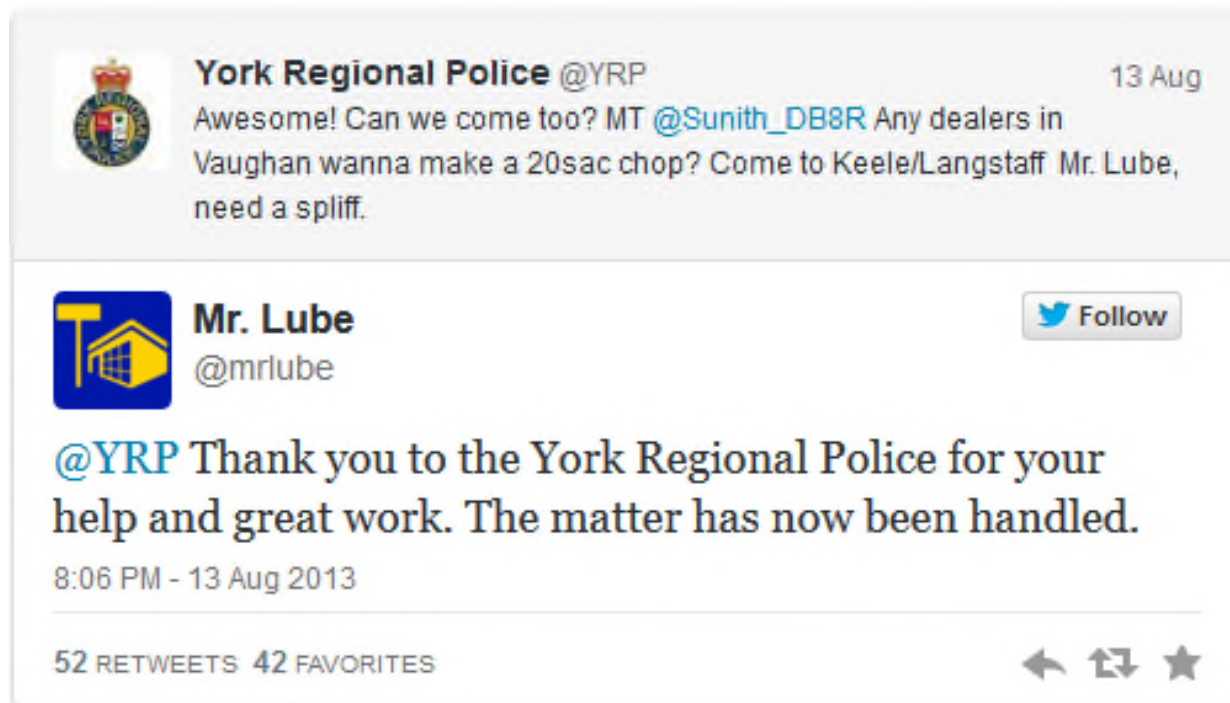 York Regional Police @YRP 13 Aug
Awesome! Can we come too? MT @Sunith_DB8R Any dealers in
Vaughan wanna make a 20sac chop? Come to Keele/Langstaff Mr. Lube,
need a spliff.
Mr. Lube
@mrlube
Follow
@YRP Thank you to the York Regional Police for your
help and great work. The matter has now been handled.
8:06 PM - 13 Aug 2013
52 RETWEETS 42 FAVORITES